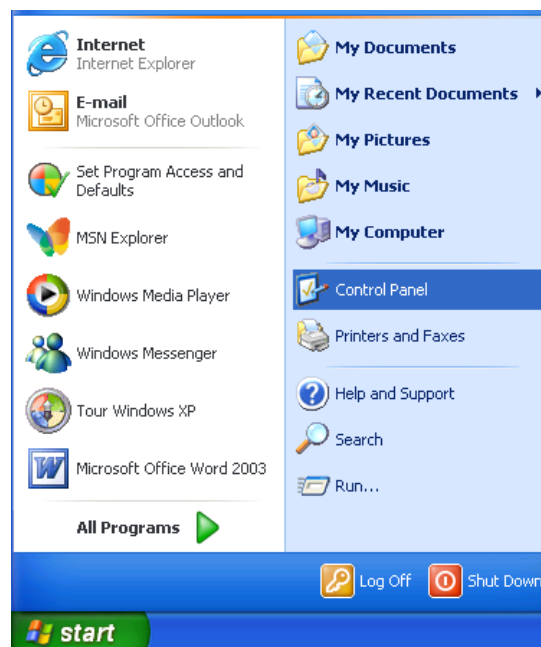 Internet
Internet Explorer
E-mail
Microsoft Office Outlook
Set Program Access and
Defaults
MSN Explorer
Windows Media Player
Windows Messenger
Tour Windows XP
Microsoft Office Word 2003
All Programs
My Documents
My Recent Documents
My Pictures
My Music
My Computer
Control Panel
Printers and Faxes
Help and Support
Search
Run...
Log Off
Shut Down
start